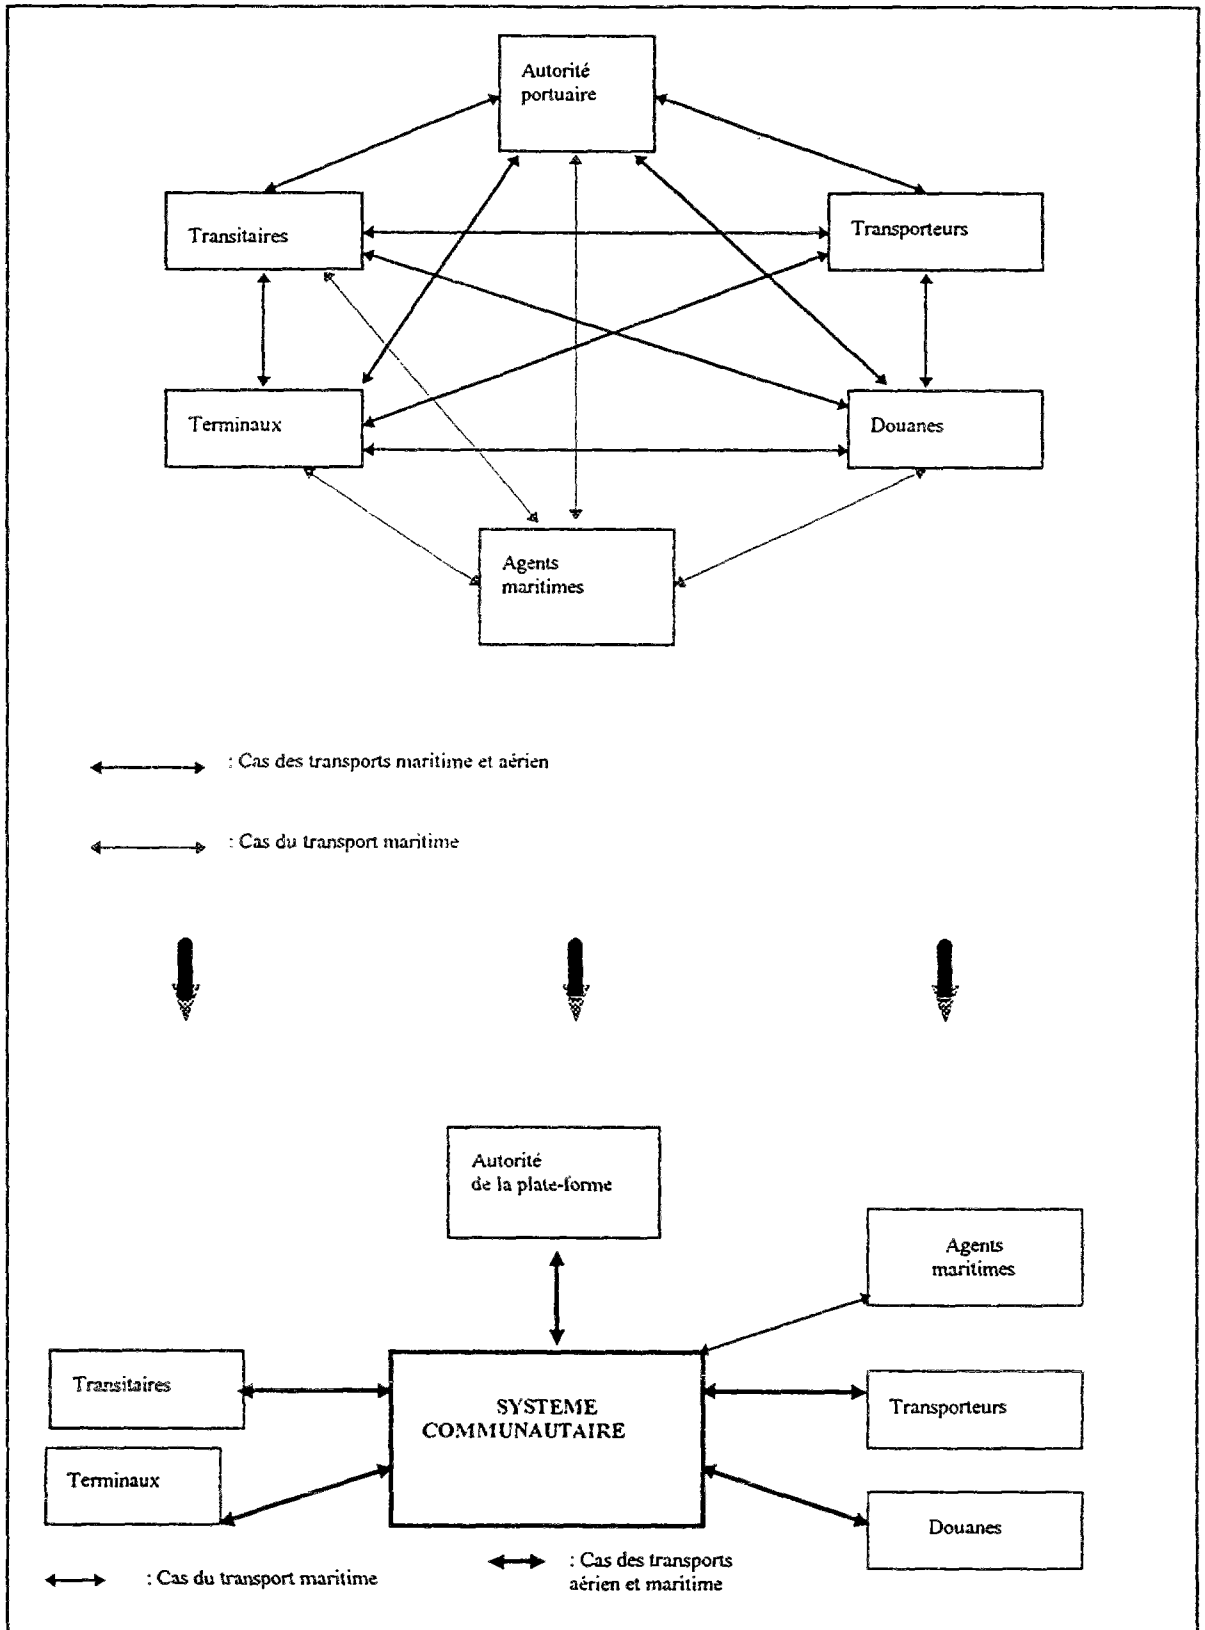 Autorité
portuaire
Transitaires
Transporteurs
Terminaux
Douanes
Agents
maritimes
: Cas des transports maritime et aérien
: Cas du transport maritime
Autorité
de la plate-forme
Agents
maritimes
Transitaires
SYSTEME
COMMUNAUTAIRE
Transporteurs
Terminaux
Douanes
: Cas du transport maritime
: Cas des transports
aérien et maritime